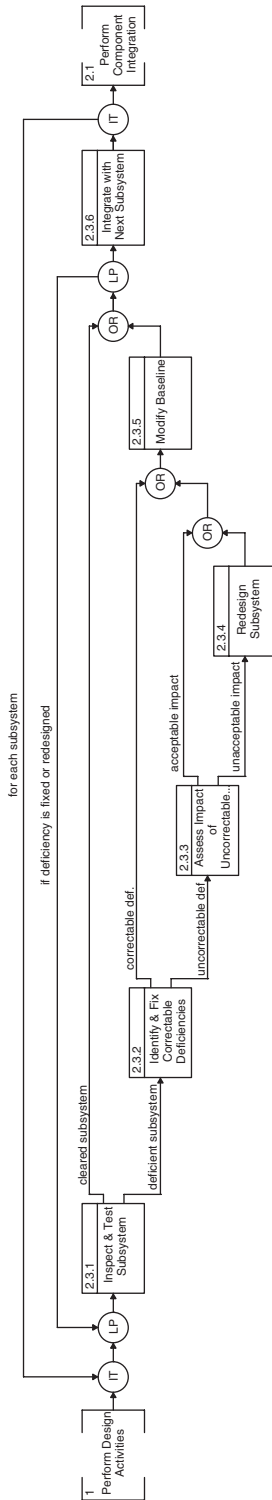 for each subsystem
if deficiency is fixed or redesigned
1
Perform Design
Activities
IT
LP
2.3.1
Inspect & Test
Subsystem
cleared subsystem
deficient subsystem
2.3.2
Identify & Fix
Correctable
Deficiencies
correctable def.
uncorrectable def
2.3.3
Assess Impact
of
Uncorrectable...
acceptable impact
unacceptable impact
2.3.4
Redesign
Subsystem
OR
OR
2.3.5
Modify Baseline
OR
LP
2.3.6
Integrate with
Next Subsystem
IT
2.1
Perform
Component
Integration